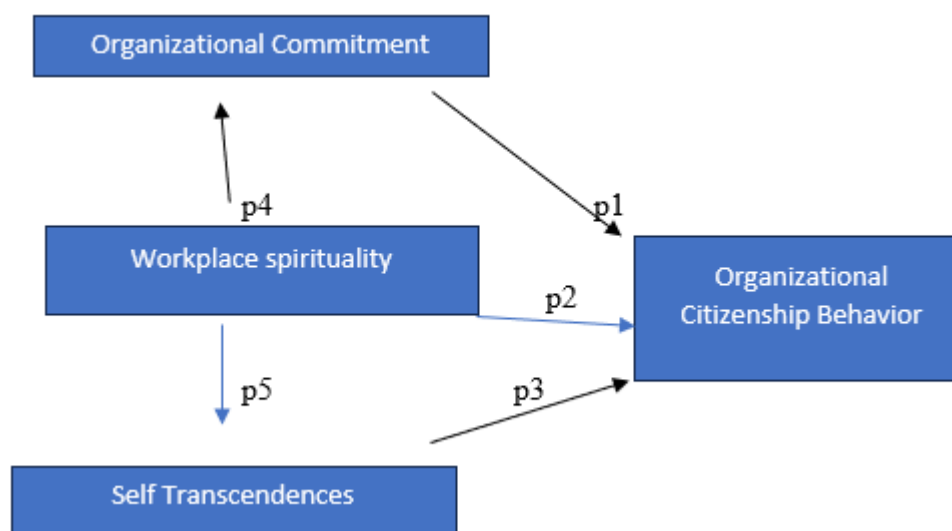 Organizational Commitment
p4
p1
Workplace spirituality
Organizational
Citizenship Behavior
p2
p5
p3
Self Transcendences